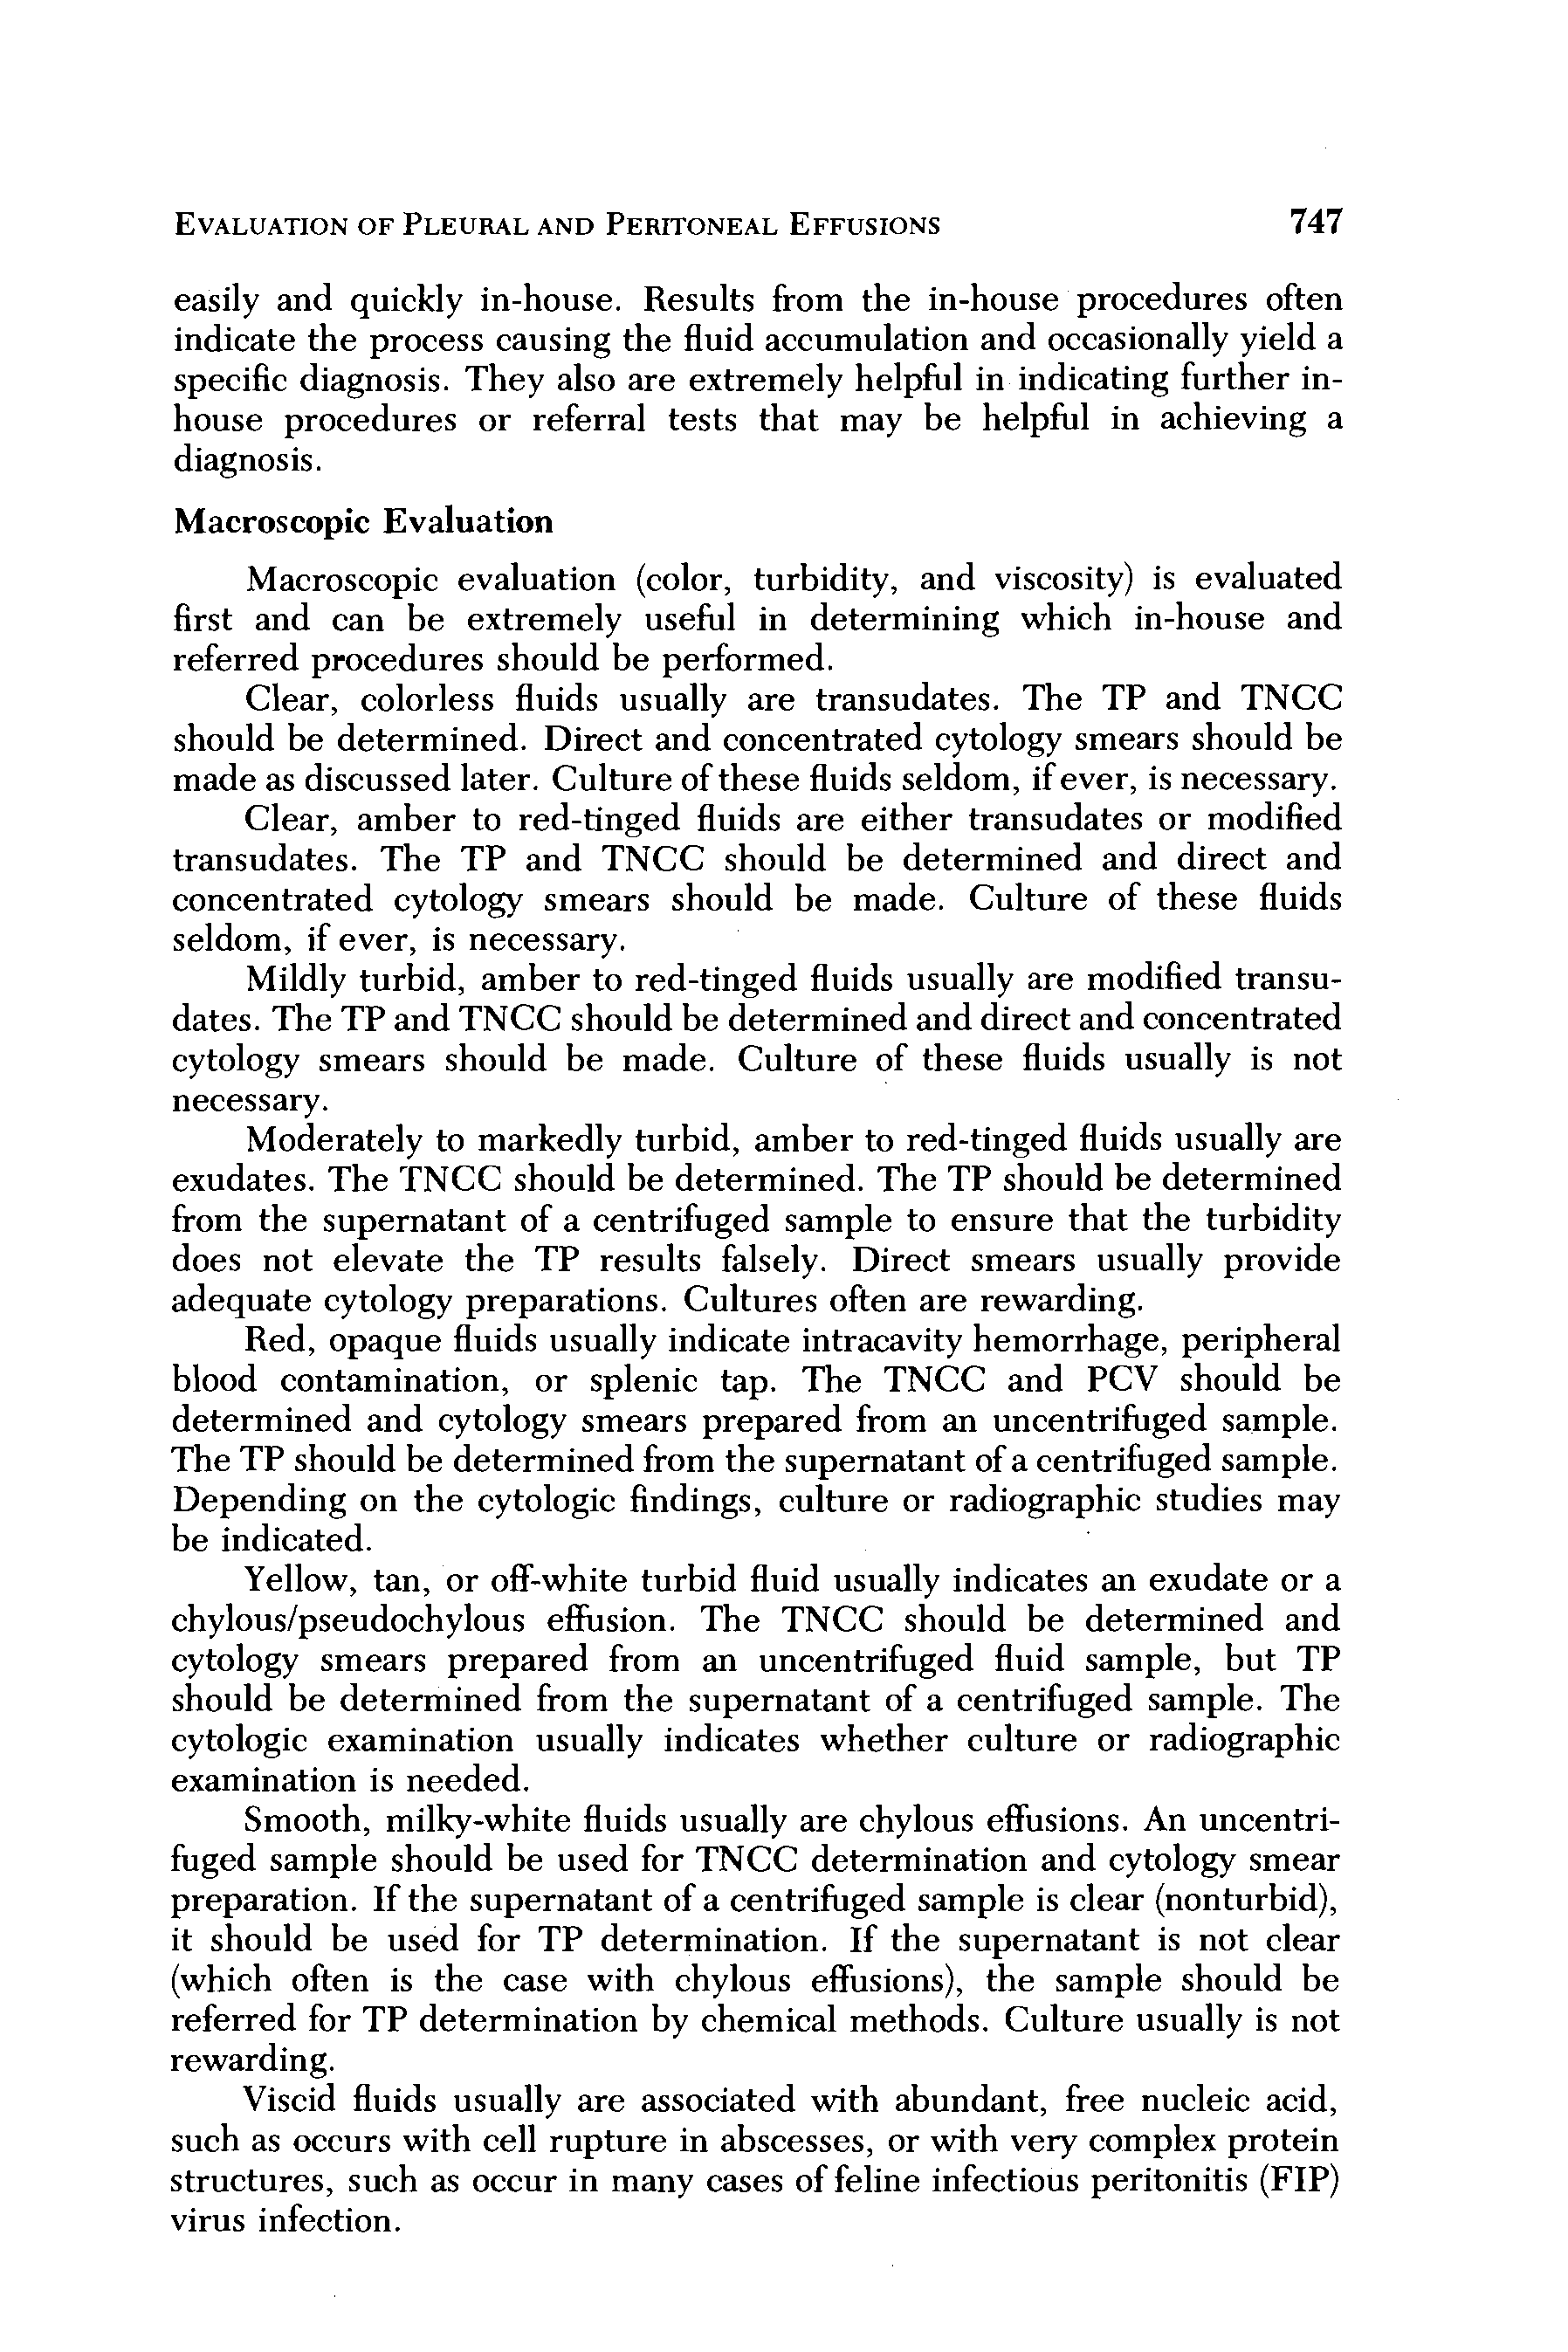 EVALUATION OF PLEURAL AND PERITONEAL EFFUSIONS 747
easily and quickly in-house. Results from the in-house procedures often
indicate the process causing the fluid accumulation and occasionally yield a
specific diagnosis. They also are extremely helpful in indicating further in-
house procedures or referral tests that may be helpful in achieving a
diagnosis.
Macroscopic Evaluation
Macroscopic evaluation (color, turbidity, and viscosity) is evaluated
first and can be extremely useful in determining which in-house and
referred procedures should be performed.
Clear, colorless fluids usually are transudates. The TP and TNCC
should be determined. Direct and concentrated cytology smears should be
made as discussed later. Culture of these fluids seldom, if ever, is necessary.
Clear, amber to red-tinged fluids are either transudates or modified
transudates. The TP and TNCC should be determined and direct and
concentrated cytology smears should be made. Culture of these fluids
seldom, if ever, is necessary.
Mildly turbid, amber to red-tinged fluids usually are modified transu-
dates. The TP and TNCC should be determined and direct and concentrated
cytology smears should be made. Culture of these fluids usually is not
necessary.
Moderately to markedly turbid, amber to red-tinged fluids usually are
exudates. The TNCC should be determined. The TP should be determined
from the supernatant of a centrifuged sample to ensure that the turbidity
does not elevate the TP results falsely. Direct smears usually provide
adequate cytology preparations. Cultures often are rewarding.
Red, opaque fluids usually indicate intracavity hemorrhage, peripheral
blood contamination, or splenic tap. The TNCC and PCV should be
determined and cytology smears prepared from an uncentrifuged sample.
The TP should be determined from the supernatant of a centrifuged sample.
Depending on the cytologic findings, culture or radiographic studies may
be indicated.
Yellow, tan, or off-white turbid fluid usually indicates an exudate or a
chylous/pseudochylous effusion. The TNCC should be determined and
cytology smears prepared from an uncentrifuged fluid sample, but TP
should be determined from the supernatant of a centrifuged sample. The
cytologic examination usually indicates whether culture or radiographic
examination is needed.
Smooth, milky-white fluids usually are chylous effusions. An uncentri-
fuged sample should be used for TNCC determination and cytology smear
preparation. If the supernatant of a centrifuged sample is clear (nonturbid),
it should be used for TP determination. If the supernatant is not clear
(which often is the case with chylous effusions), the sample should be
referred for TP determination by chemical methods. Culture usually is not
rewarding.
Viscid fluids usually are associated with abundant, free nucleic acid,
such as occurs with cell rupture in abscesses, or with very complex protein
structures, such as occur in many cases of feline infectious peritonitis (FIP)
virus infection.